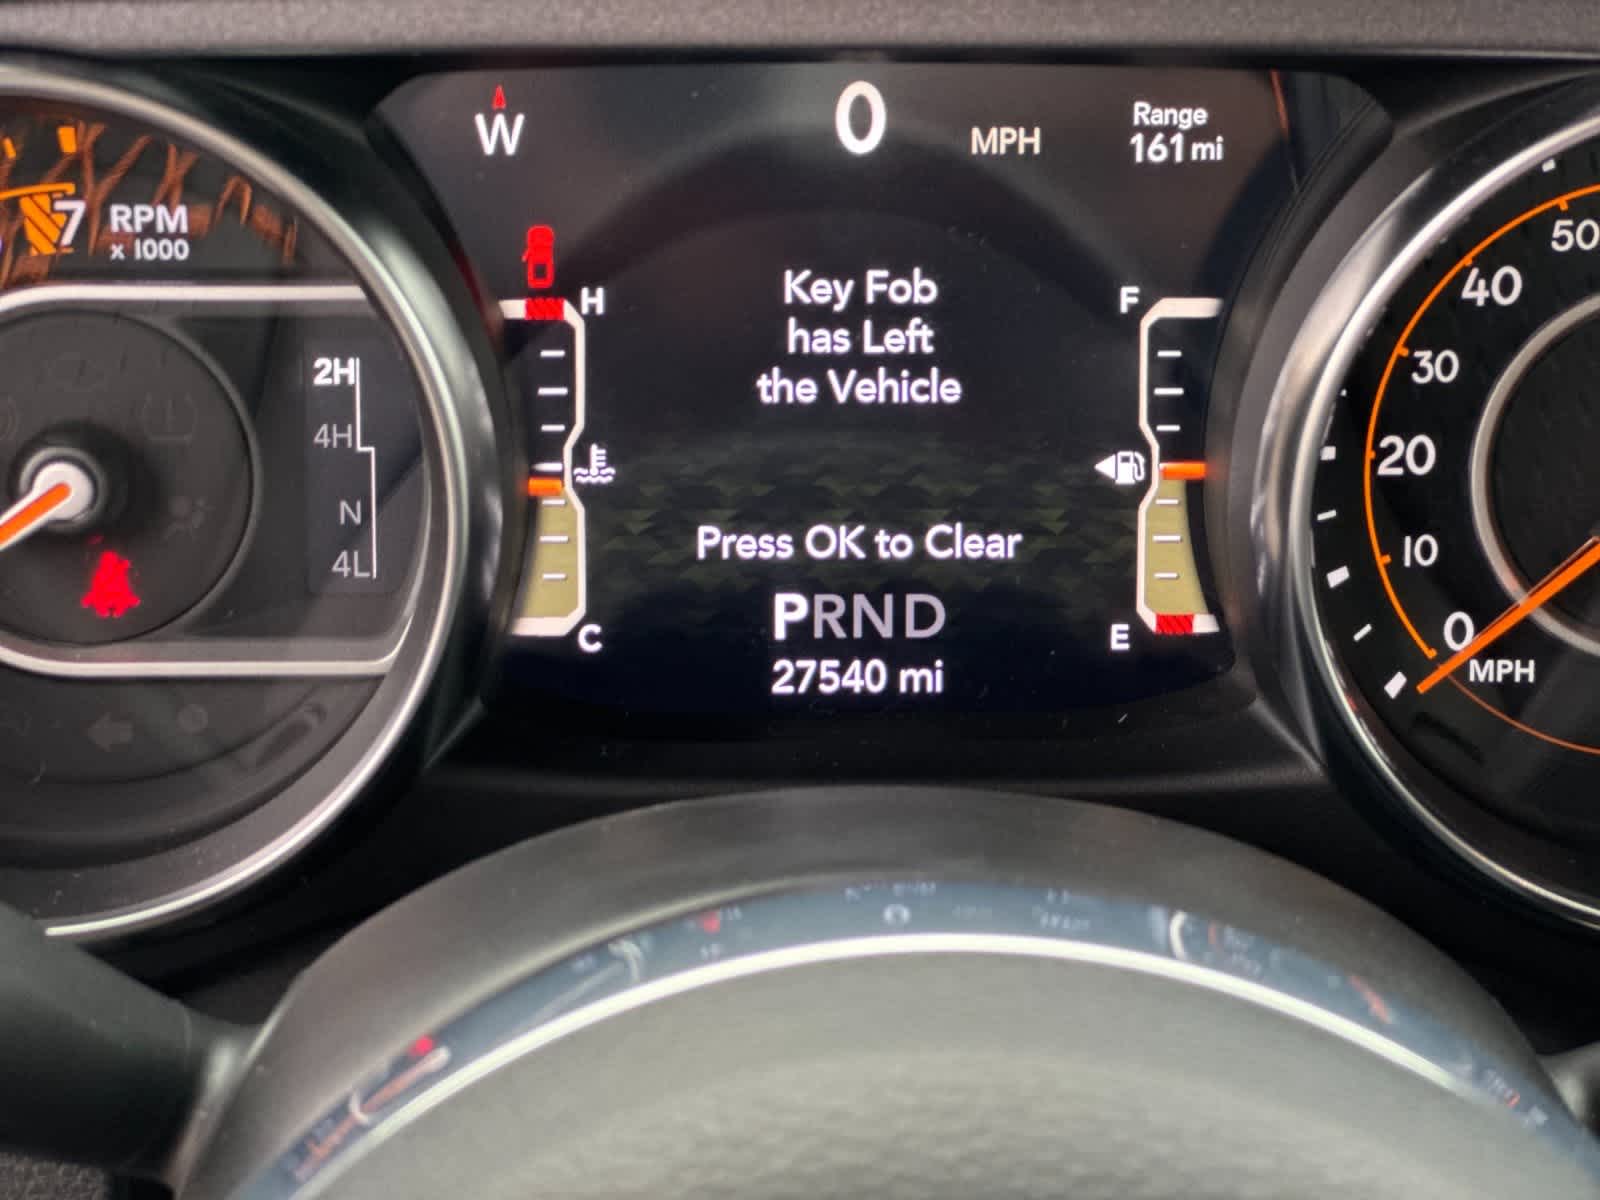 W
0 MPH
Range
161 mi
7 RPM
x 1000
2H
4H
N
4L
H
C
Key Fob
has Left
the Vehicle
Press OK to Clear
PRND
27540 mi
F
E
50
40
30
20
10
0
MPH